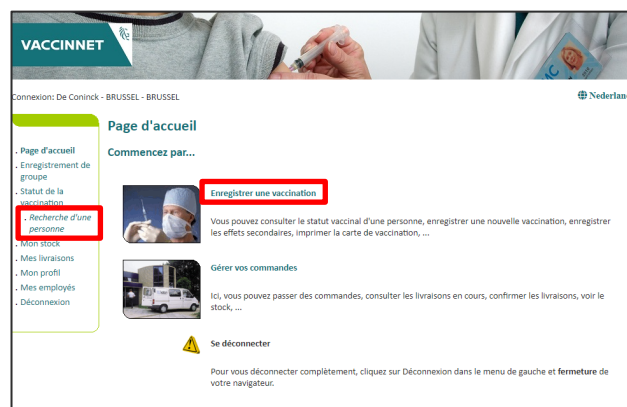 VACCINNET
Connexion: De Coninck - BRUSSEL - BRUSSEL
Nederlan
Page d'accueil
. Page d'accueil
. Enregistrement de
groupe
. Statut de la
vaccination
. Recherche d'une
personne
. Mon stock
. Mes livraisons
. Mon profil
. Mes employés
. Déconnexion
Commencez par...
Enregistrer une vaccination
Vous pouvez consulter le statut vaccinal d'une personne, enregistrer une nouvelle vaccination, enregistrer
les effets secondaires, imprimer la carte de vaccination, ...
Gérer vos commandes
Ici, vous pouvez passer des commandes, consulter les livraisons en cours, confirmer les livraisons, voir le
stock, ...
Se déconnecter
Pour vous déconnecter complètement, cliquez sur Déconnexion dans le menu de gauche et fermeture de
votre navigateur.